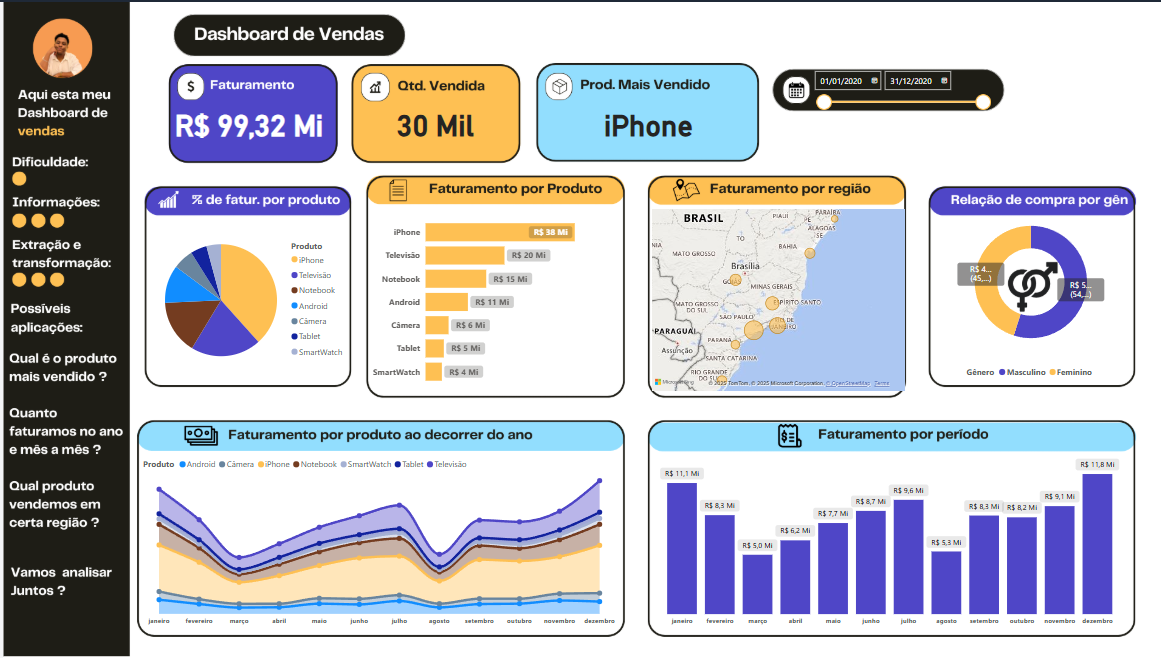 Aqui esta meu
Dashboard de
vendas
Dificuldade:
Informações:
Extração e
transformação:
Possíveis
aplicações:
Qual é o produto
mais vendido ?
Quanto
faturamos no ano
e mês a mês ?
Qual produto
vendemos em
certa região ?
Vamos analisar
Juntos ?
Dashboard de Vendas
Faturamento
R$ 99,32 Mi
Qtd. Vendida
30 Mil
Prod. Mais Vendido
iPhone
01/01/2020
31/12/2020
% de fatur. por produto
Produto
iPhone
Televisão
Notebook
Android
Câmera
Tablet
SmartWatch
Faturamento por Produto
iPhone R$ 38 Mi
Televisão R$ 20 Mi
Notebook R$ 15 Mi
Android R$ 11 Mi
Câmera R$ 6 Mi
Tablet R$ 5 Mi
SmartWatch R$ 4 Mi
Faturamento por região
BRASIL
PIAUÍ
PARAÍBA
ALAGOAS
SE.
TO
BAHIA
NIA
MATO GROSSO
Brasília
GOIÁS
MINAS GERAIS
MATO GROSSO
DO SUL
ESPÍRITO SANTO
SÃO PAULO
RIO DE
JANEIRO
PARAGUAI
PARANÁ
Assunção
SANTA CATARINA
RIO GRANDE
DO SUL
© 2025 TomTom, © 2025 Microsoft Corporation, © OpenStreetMap Terms
Relação de compra por gên
R$ 4...
(45,...)
R$ 5...
(54,...)
Gênero Masculino Feminino
Faturamento por produto ao decorrer do ano
Produto Android Câmera iPhone Notebook SmartWatch Tablet Televisão
janeiro fevereiro março abril maio junho julho agosto setembro outubro novembro dezembro
Faturamento por período
R$ 11,1 Mi
R$ 8,3 Mi
R$ 5,0 Mi
R$ 6,2 Mi
R$ 7,7 Mi
R$ 8,7 Mi
R$ 9,6 Mi
R$ 5,3 Mi
R$ 8,3 Mi
R$ 8,2 Mi
R$ 9,1 Mi
R$ 11,8 Mi
janeiro fevereiro março abril maio junho julho agosto setembro outubro novembro dezembro